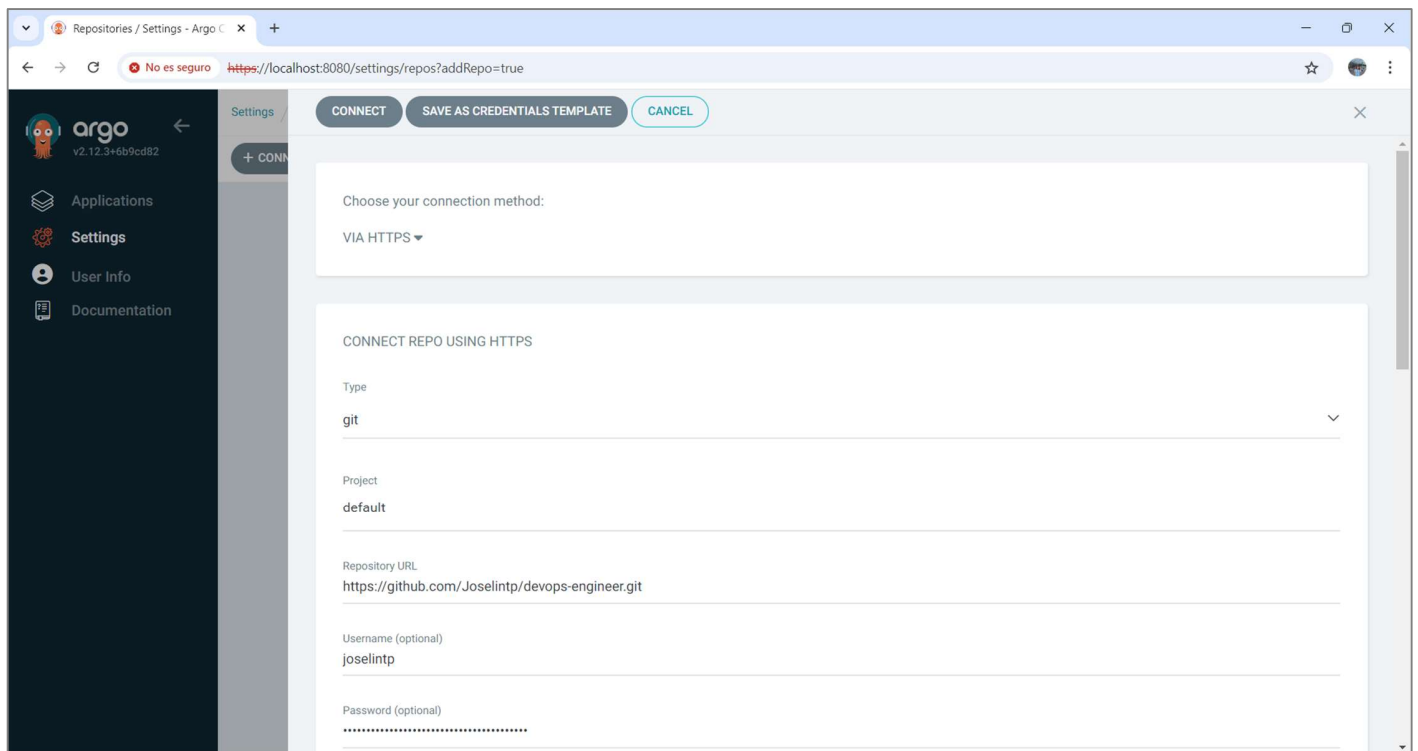 Repositories / Settings - Argo C
No es seguro https://localhost:8080/settings/repos?addRepo=true
argo
v2.12.3+6b9cd82
Applications
Settings
User Info
Documentation
Settings /
+ CONN
CONNECT SAVE AS CREDENTIALS TEMPLATE CANCEL
Choose your connection method:
VIA HTTPS
CONNECT REPO USING HTTPS
Type
git
Project
default
Repository URL
https://github.com/Joselintp/devops-engineer.git
Username (optional)
joselintp
Password (optional)